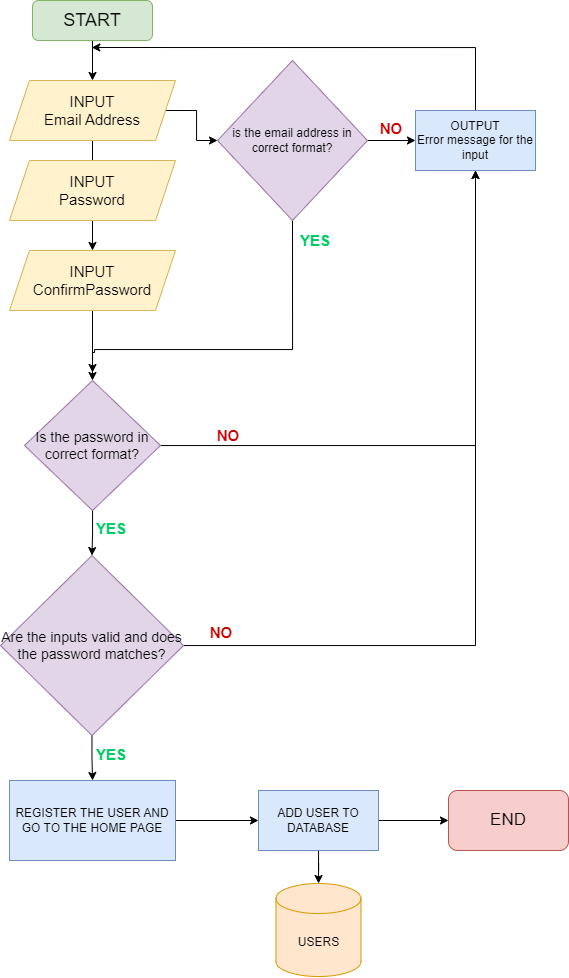 START
INPUT
Email Address
is the email address in
correct format?
NO
OUTPUT
Error message for the
input
INPUT
Password
YES
INPUT
ConfirmPassword
Is the password in
correct format?
NO
YES
Are the inputs valid and does
the password matches?
NO
YES
REGISTER THE USER AND
GO TO THE HOME PAGE
ADD USER TO
DATABASE
END
USERS